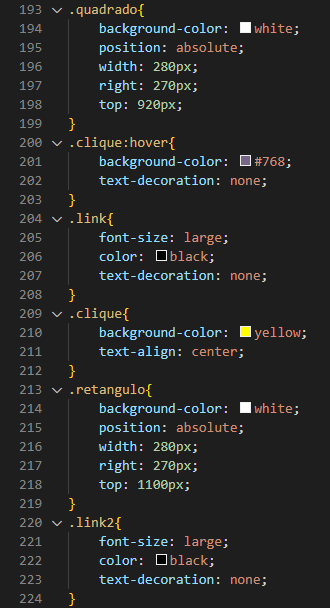 193 .quadrado{
194 background-color: white;
195 position: absolute;
196 width: 280px;
197 right: 270px;
198 top: 920px;
199 }
200 .clique:hover{
201 background-color: #768;
202 text-decoration: none;
203 }
204 .link{
205 font-size: large;
206 color: black;
207 text-decoration: none;
208 }
209 .clique{
210 background-color: yellow;
211 text-align: center;
212 }
213 .retangulo{
214 background-color: white;
215 position: absolute;
216 width: 280px;
217 right: 270px;
218 top: 1100px;
219 }
220 .link2{
221 font-size: large;
222 color: black;
223 text-decoration: none;
224 }